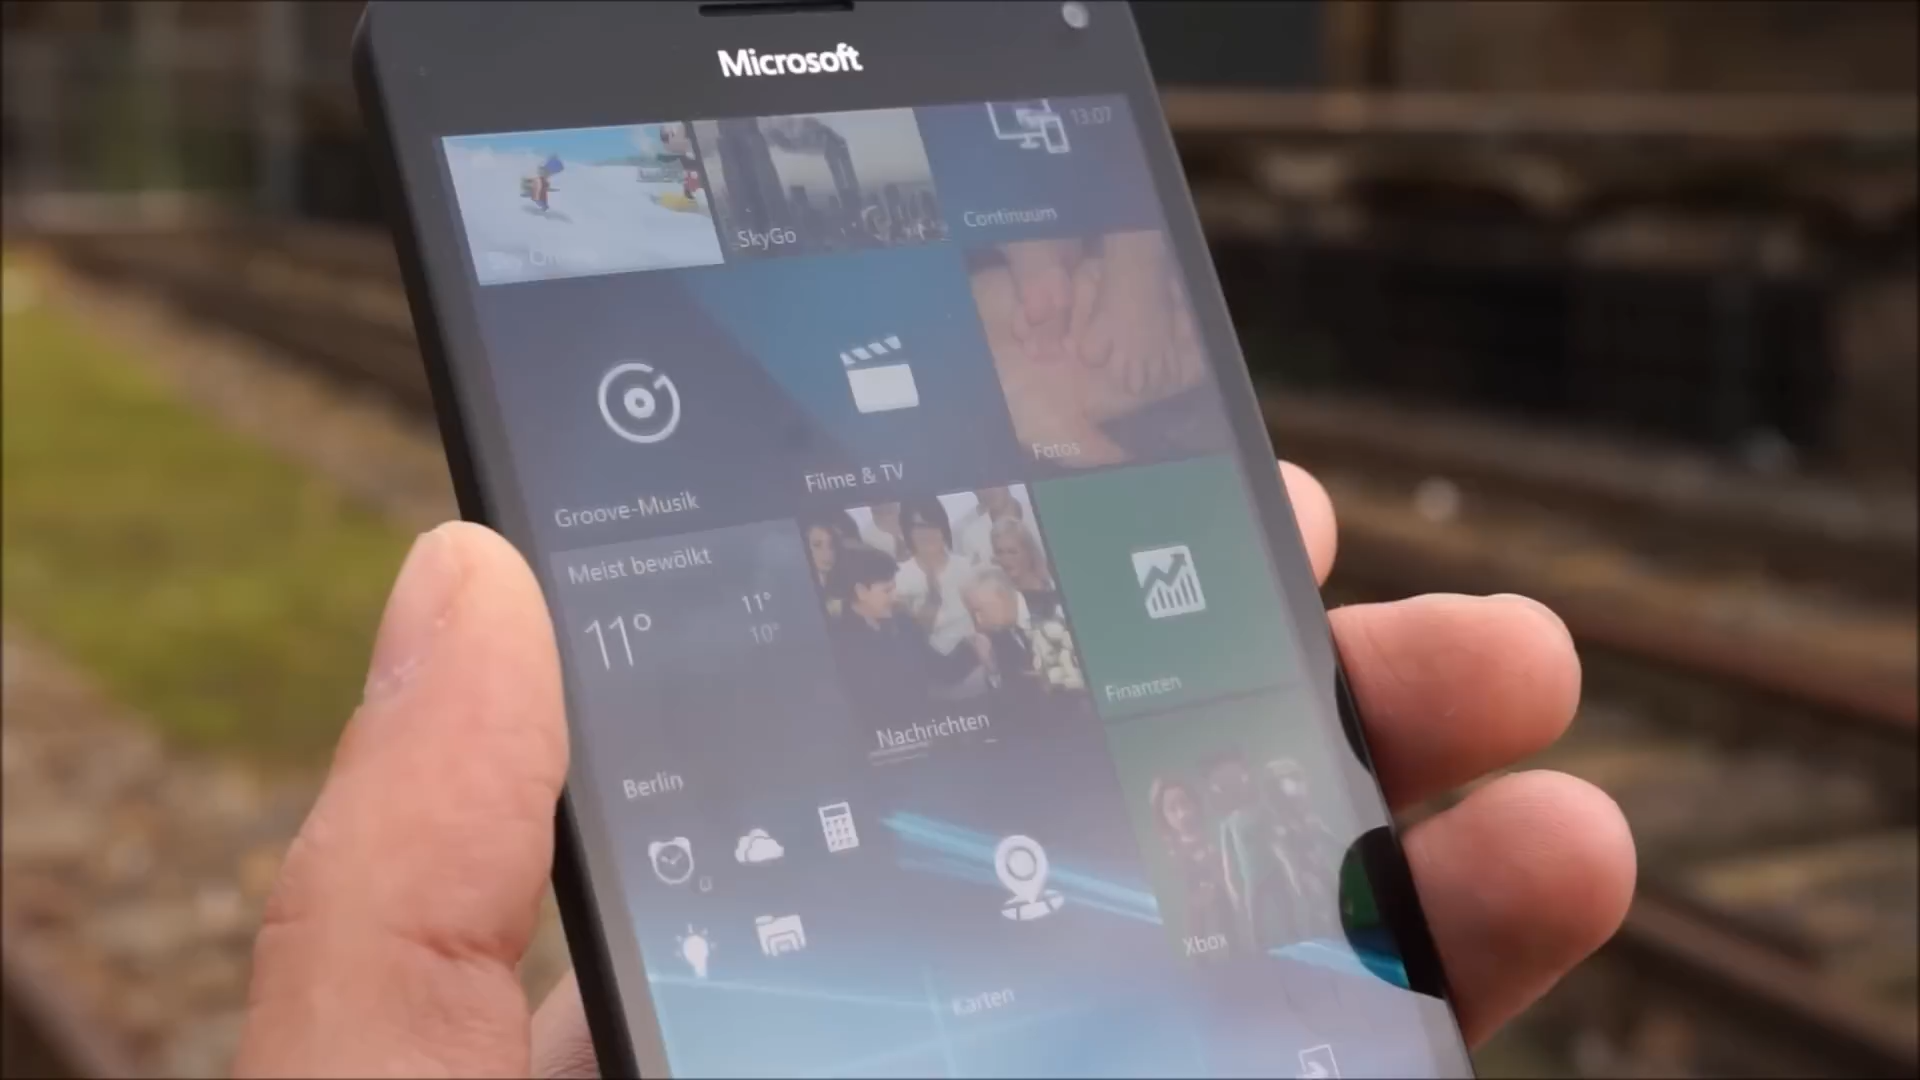 Microsoft
13:07
SkyGo
Continuum
Groove-Musik
Filme & TV
Fotos
Meist bewölkt
11°
11°
10°
Berlin
Nachrichten
Finanzen
Karten
Xbox